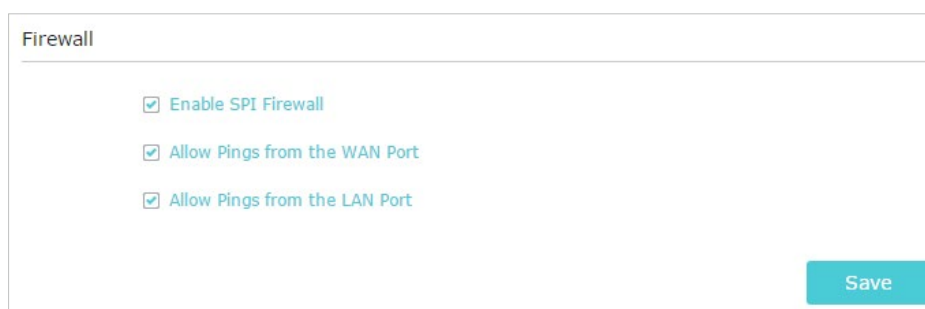 Firewall
Enable SPI Firewall
Allow Pings from the WAN Port
Allow Pings from the LAN Port
Save